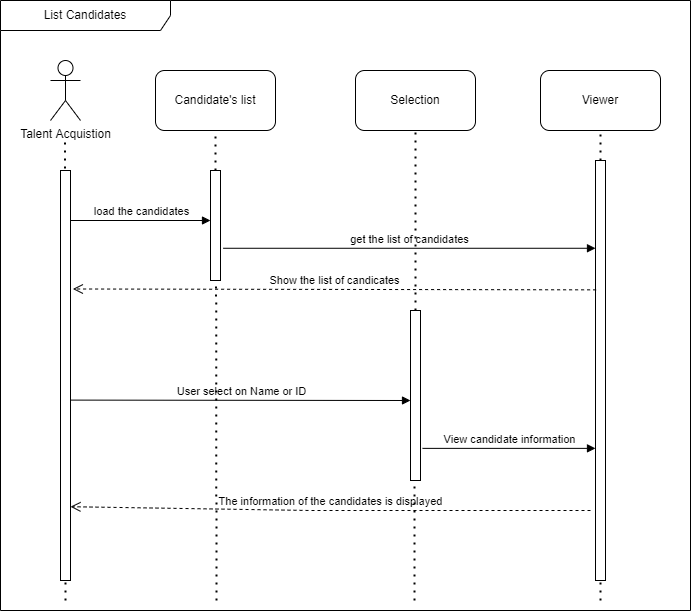 List Candidates
Talent Acquistion
Candidate's list
Selection
Viewer
load the candidates
get the list of candidates
Show the list of candicates
User select on Name or ID
View candidate information
The information of the candidates is displayed